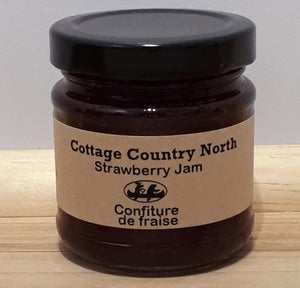 Cottage Country North
Strawberry Jam
Confiture
de fraise